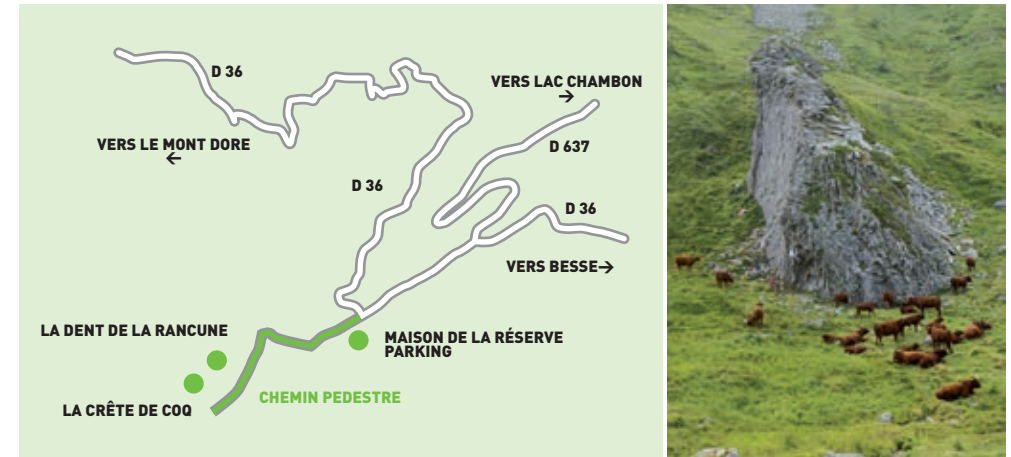 D 36
VERS LAC CHAMBON
→
VERS LE MONT DORE
←
D 637
D 36
D 36
VERS BESSE→
LA DENT DE LA RANCUNE
MAISON DE LA RÉSERVE
PARKING
CHEMIN PEDESTRE
LA CRÊTE DE COQ